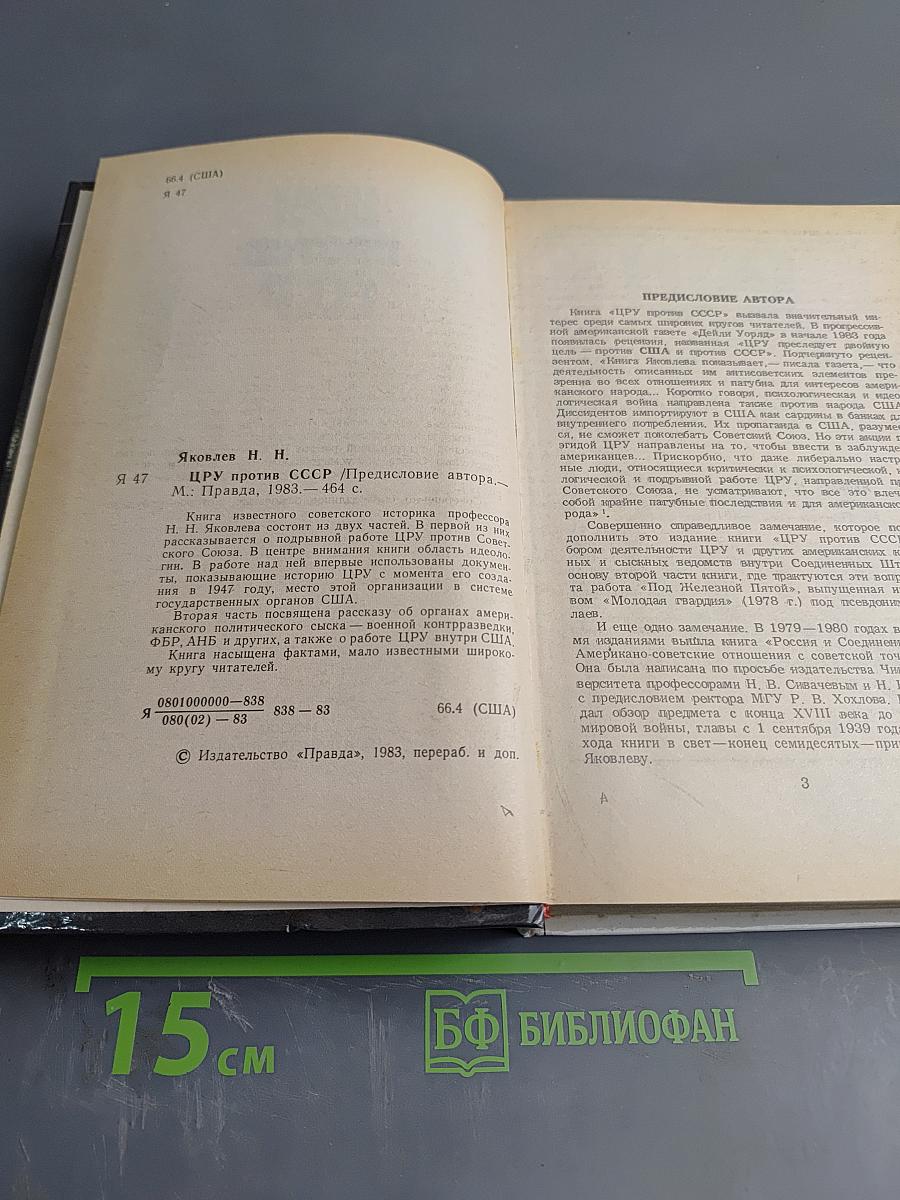 66.4 (США)
Я 47
Яковлев Н. Н.
Я 47 ЦРУ против СССР /Предисловие автора.—
М.: Правда, 1983.— 464 с.
Книга известного советского историка профессора
Н. Н. Яковлева состоит из двух частей. В первой из них
рассказывается о подрывной работе ЦРУ против Совет-
ского Союза. В центре внимания книги область идеоло-
гии. В работе над ней впервые использованы докумен-
ты, показывающие историю ЦРУ с момента его созда-
ния в 1947 году, место этой организации в системе
государственных органов США.
Вторая часть посвящена рассказу об органах амери-
канского политического сыска — военной контрразведки,
ФБР, АНБ и других, а также о работе ЦРУ внутри США.
Книга насыщена фактами, мало известными широко-
му кругу читателей.
Я 0801000000—838
080(02) — 83
838 — 83
66.4 (США)
© Издательство «Правда», 1983, перераб. и доп.
ПРЕДИСЛОВИЕ АВТОРА
Книга «ЦРУ против СССР» вызвала значительный ин-
терес среди самых широких кругов читателей. В прогрессив-
ной американской газете «Дейли Уорлд» в начале 1983 года
появилась рецензия, названная «ЦРУ преследует двойную
цель — против США и против СССР». Подчеркнуто рецен-
зентом, «Книга Яковлева показывает,— писала газета,— что
деятельность описанных им антисоветских элементов пре-
зренна во всех отношениях и пагубна для интересов амери-
канского народа... Коротко говоря, психологическая и идео-
логическая война направлена также против народа США
Диссидентов импортируют в США как сардины в банках дл
внутреннего потребления. Их пропаганда в США, разуме
ся, не сможет поколебать Советский Союз. Но эти акции п
эгидой ЦРУ направлены на то, чтобы ввести в заблужде
американцев... Прискорбно, что даже либерально настр
ные люди, относящиеся критически к психологической, и
логической и подрывной работе ЦРУ, направленной пр
Советского Союза, не усматривают, что все это влеч
собой крайне пагубные последствия и для американско
рода» ¹.
Совершенно справедливое замечание, которое по
дополнить это издание книги «ЦРУ против СССР
бором деятельности ЦРУ и других американских к
ных и сыскных ведомств внутри Соединенных Шт
основу второй части книги, где трактуются эти вопр
та работа «Под Железной Пятой», выпущенная и
вом «Молодая гвардия» (1978 г.) под псевдоним
лаев.
И еще одно замечание. В 1979—1980 годах в
мя изданиями вышла книга «Россия и Соединен
Американо-советские отношения с советской точ
Она была написана по просьбе издательства Чи
верситета профессорами Н. В. Сивачевым и Н. Н
с предисловием ректора МГУ Р. В. Хохлова.
дал обзор предмета с конца XVIII века до
мировой войны, главы с 1 сентября 1939 года
хода книги в свет — конец семидесятых — при
Яковлеву.
3
15 см
БФ БИБЛИОФАН